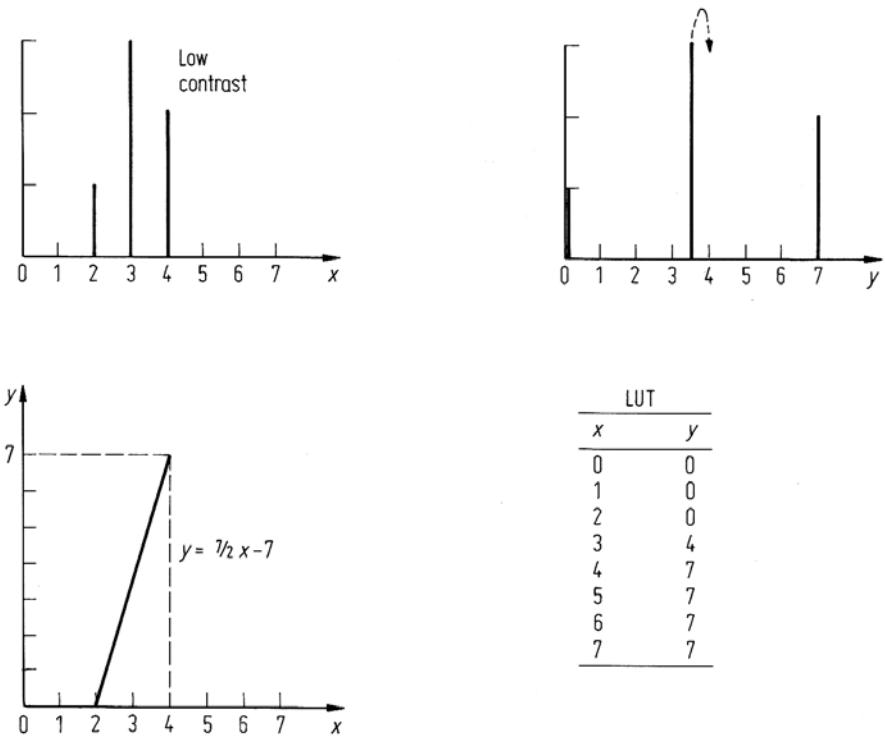 Low
contrast
0 1 2 3 4 5 6 7 x
0 1 2 3 4 5 6 7 y
y
7
y = 7/2 x - 7
0 1 2 3 4 5 6 7 x
LUT
x y
0 0
1 0
2 0
3 4
4 7
5 7
6 7
7 7